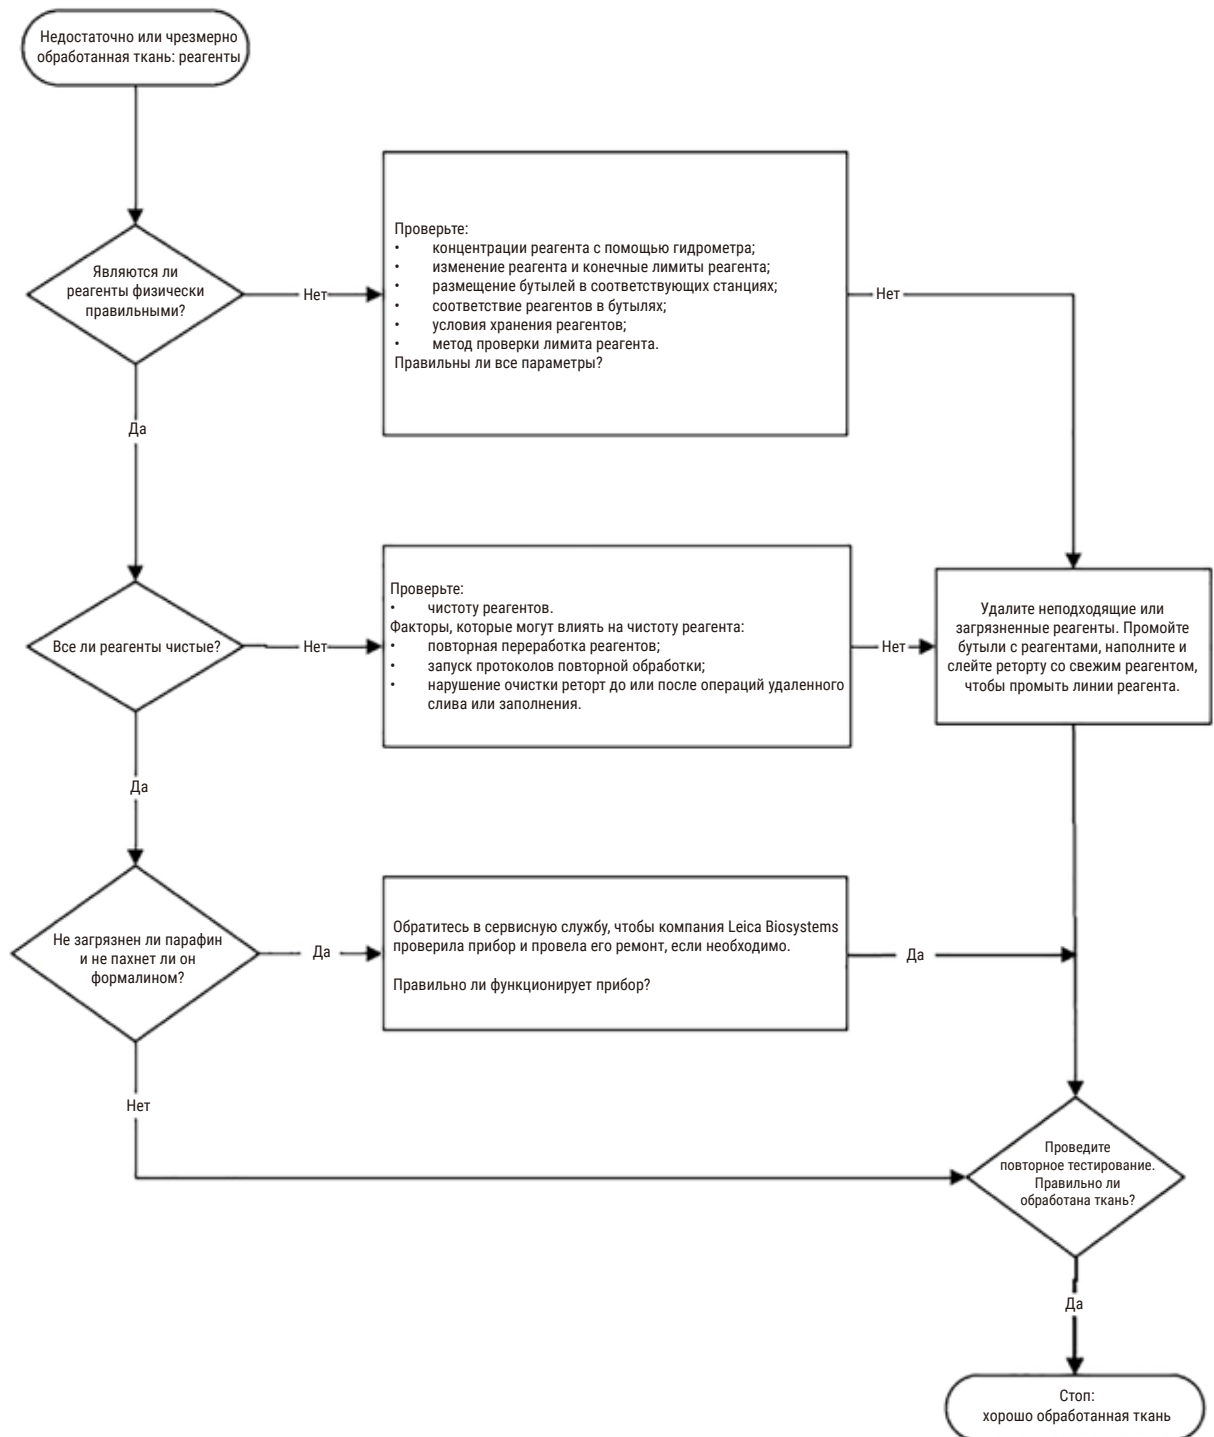 Недостаточно или чрезмерно
обработанная ткань: реагенты
Являются ли
реагенты физически
правильными?
Нет
Проверьте:
• концентрации реагента с помощью гидрометра;
• изменение реагента и конечные лимиты реагента;
• размещение бутылей в соответствующих станциях;
• соответствие реагентов в бутылях;
• условия хранения реагентов;
• метод проверки лимита реагента.
Правильны ли все параметры?
Нет
Да
Все ли реагенты чистые?
Нет
Проверьте:
• чистоту реагентов.
Факторы, которые могут влиять на чистоту реагента:
• повторная переработка реагентов;
• запуск протоколов повторной обработки;
• нарушение очистки реторт до или после операций удаленного
слива или заполнения.
Нет
Удалите неподходящие или
загрязненные реагенты. Промойте
бутыли с реагентами, наполните и
слейте реторту со свежим реагентом,
чтобы промыть линии реагента.
Да
Не загрязнен ли парафин
и не пахнет ли он
формалином?
Да
Обратитесь в сервисную службу, чтобы компания Leica Biosystems
проверила прибор и провела его ремонт, если необходимо.
Правильно ли функционирует прибор?
Да
Нет
Проведите
повторное тестирование.
Правильно ли
обработана ткань?
Да
Стоп:
хорошо обработанная ткань